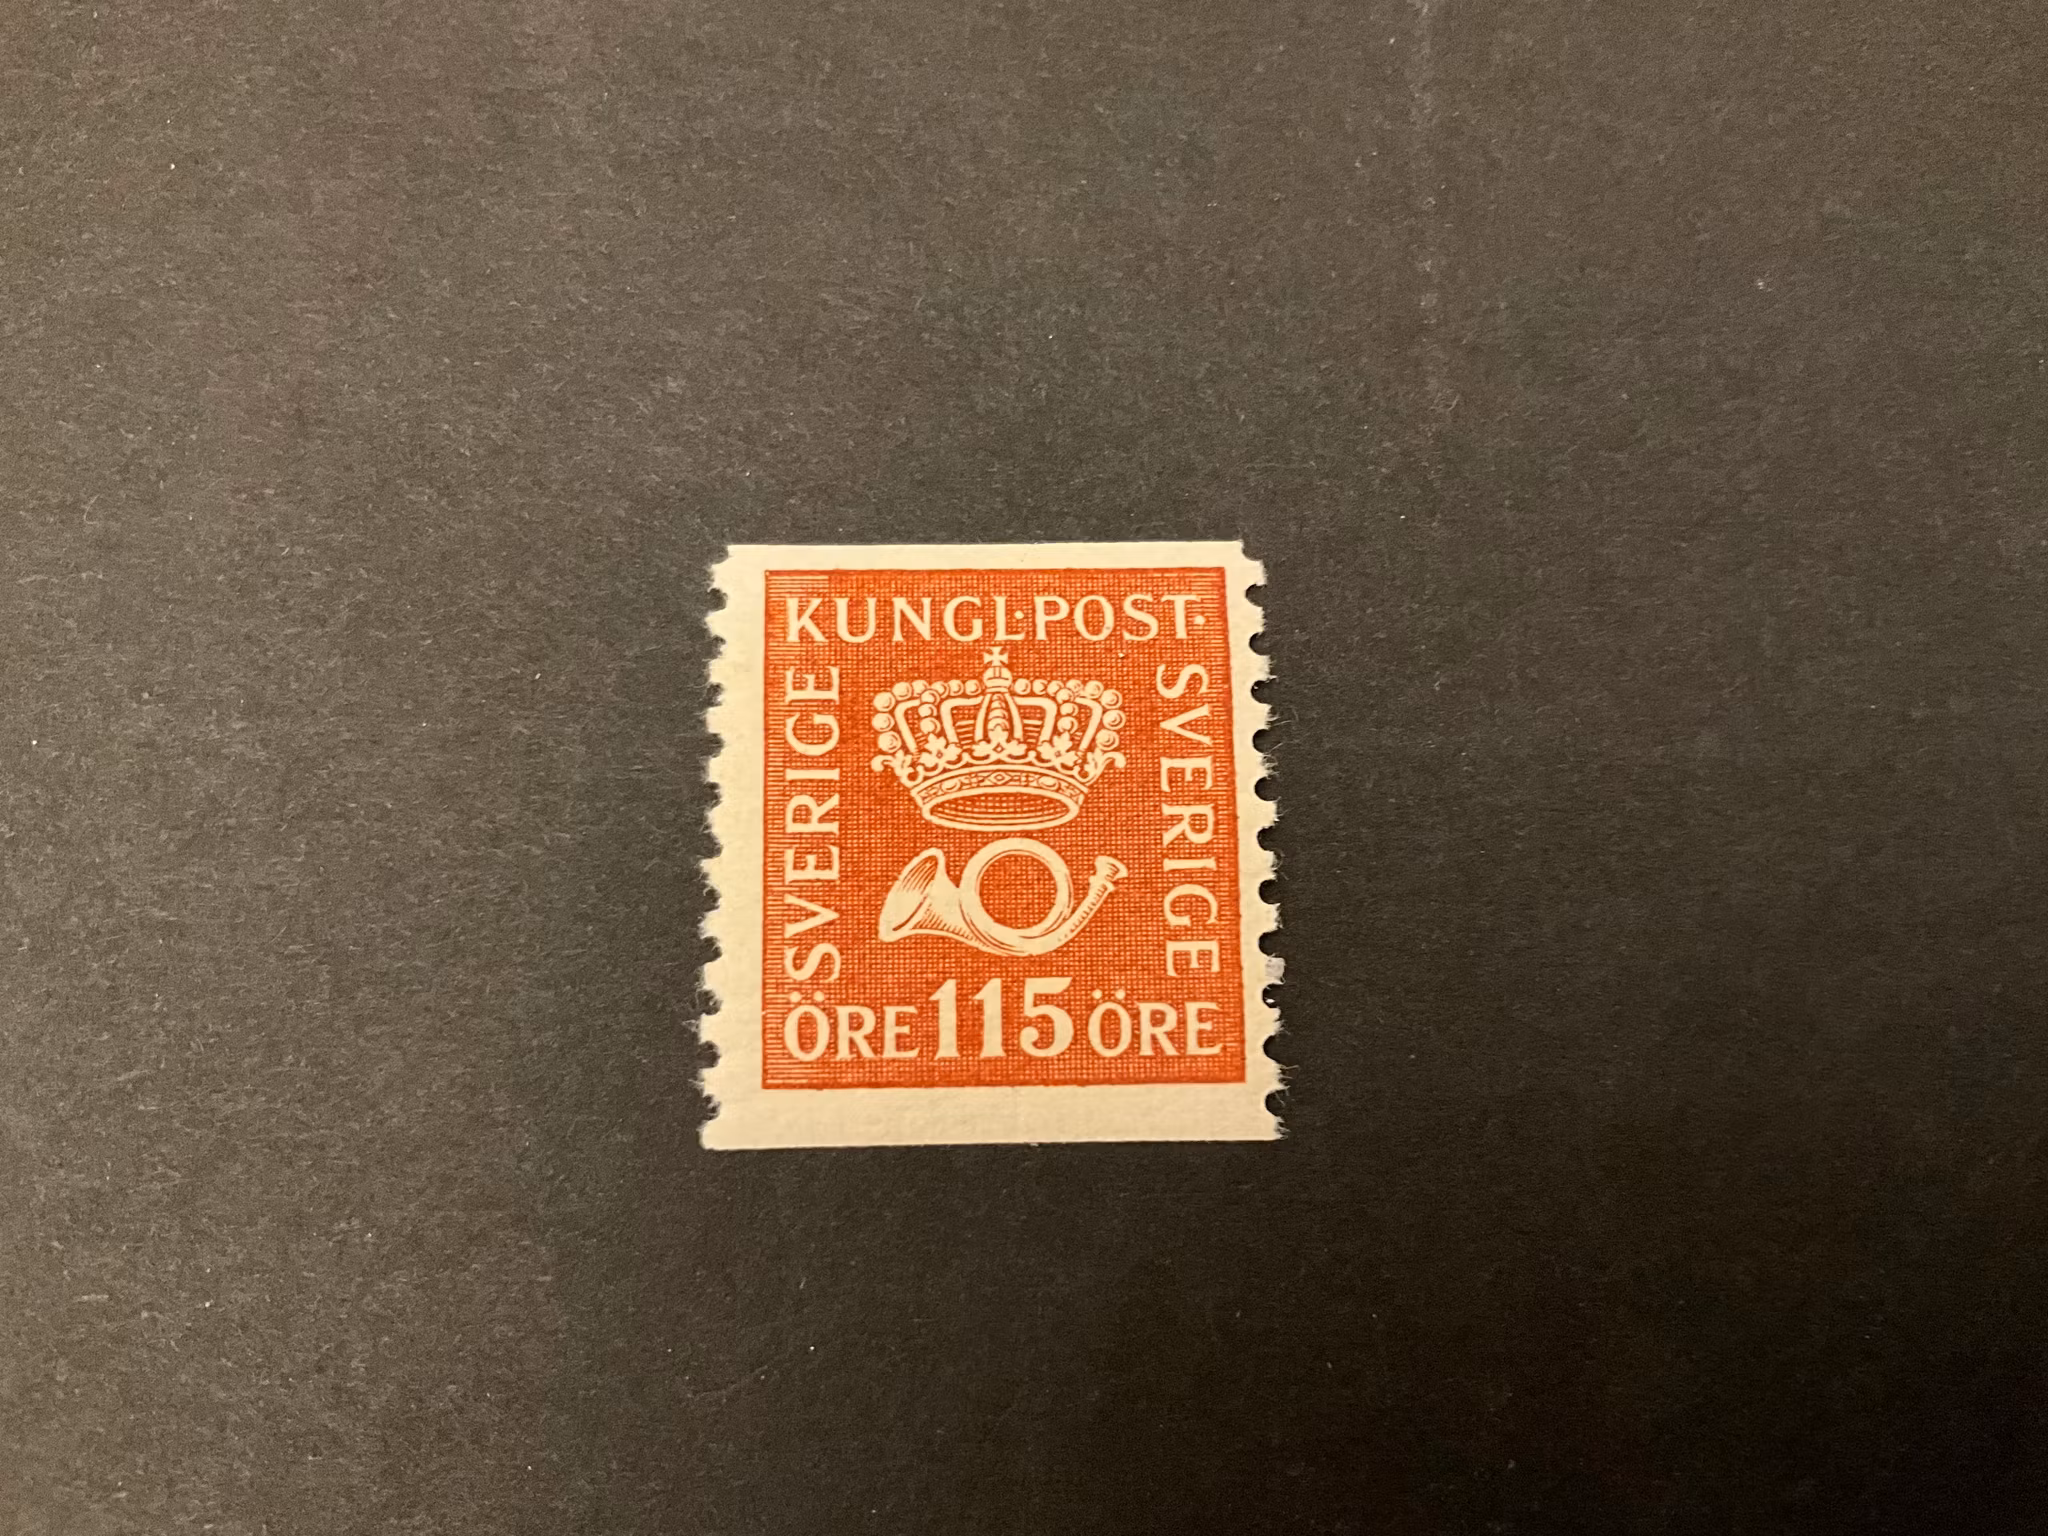 KUNGL·POST·
SVERIGE
SVERIGE
ÖRE 115 ÖRE